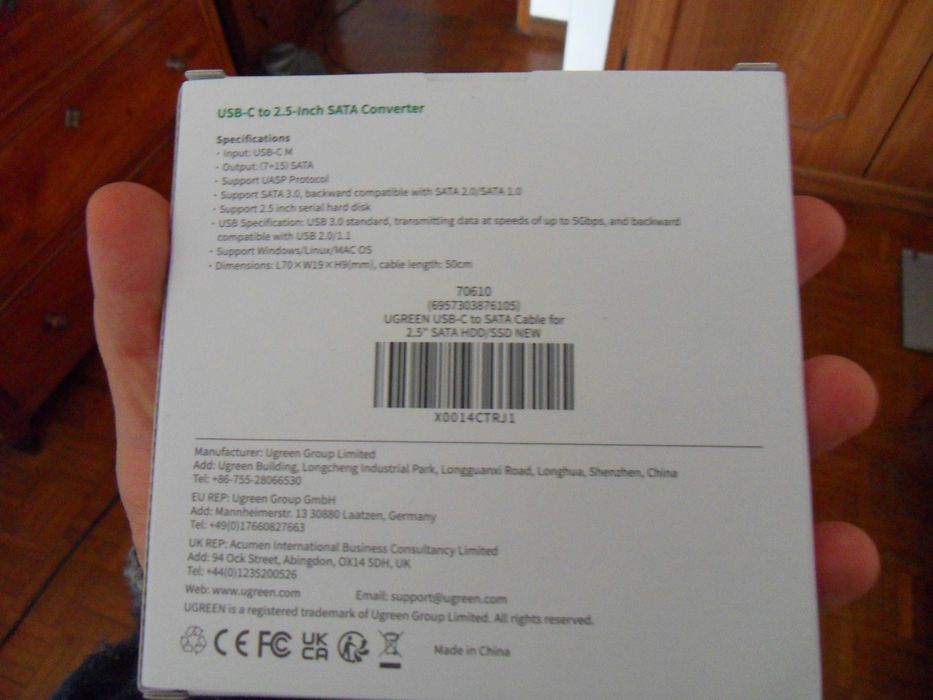 USB-C to 2.5-Inch SATA Converter
Specifications
· Input: USB-C M
· Output: (7+15) SATA
· Support UASP Protocol
· Support SATA 3.0, backward compatible with SATA 2.0/SATA 1.0
· Support 2.5 inch serial hard disk
· USB Specification: USB 3.0 standard, transmitting data at speeds of up to 5Gbps, and backward
compatible with USB 2.0/1.1
· Support Windows/Linux/MAC OS
· Dimensions: L70×W19×H9(mm), cable length: 50cm
70610
(6957303876105)
UGREEN USB-C to SATA Cable for
2.5" SATA HDD/SSD NEW
X0014CTRJ1
Manufacturer: Ugreen Group Limited
Add: Ugreen Building, Longcheng Industrial Park, Longguanxi Road, Longhua, Shenzhen, China
Tel: +86-755-28066530
EU REP: Ugreen Group GmbH
Add: Mannheimerstr. 13 30880 Laatzen, Germany
Tel: +49(0)17660827663
UK REP: Acumen International Business Consultancy Limited
Add: 94 Ock Street, Abingdon, OX14 5DH, UK
Tel: +44(0)1235200526
Web: www.ugreen.com Email: support@ugreen.com
UGREEN is a registered trademark of Ugreen Group Limited. All rights reserved.
CE FC UK CA Made in China